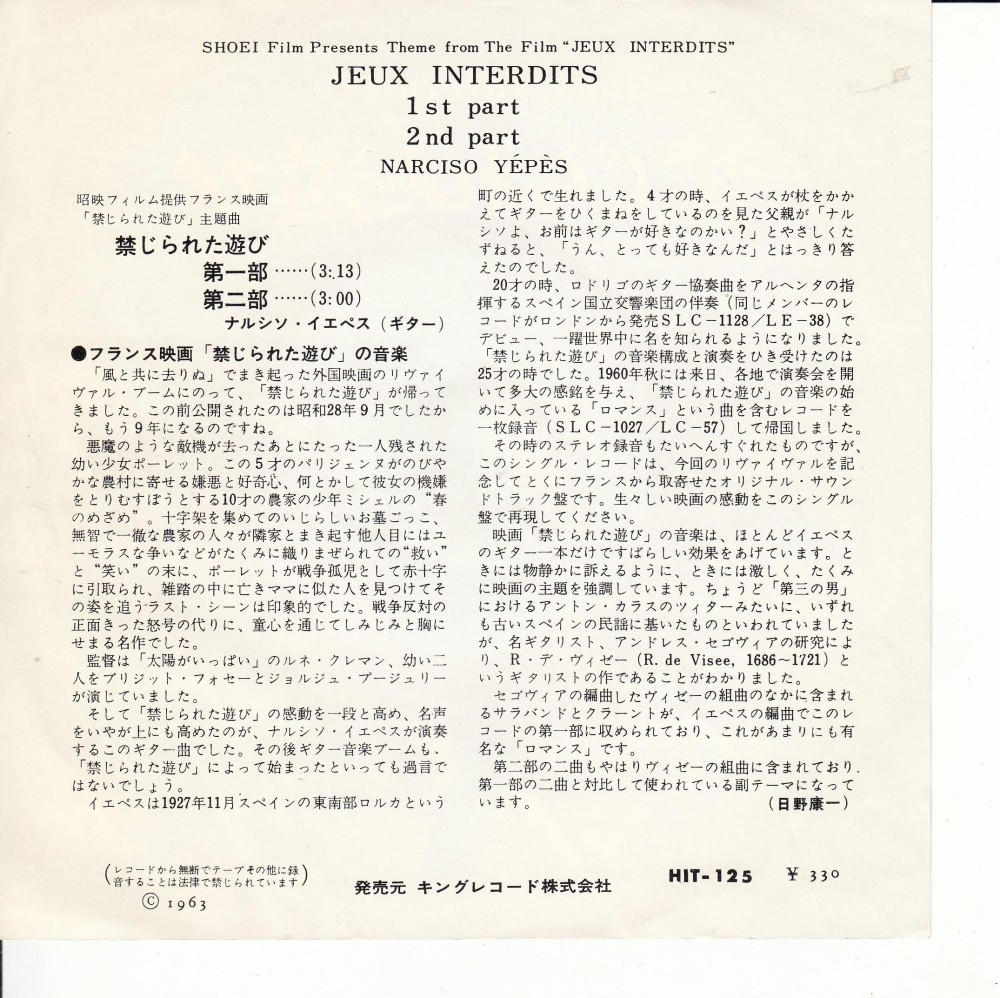 SHOEI Film Presents Theme from The Film “JEUX INTERDITS”
JEUX INTERDITS
1st part
2nd part
NARCISO YÉPÈS
昭映フィルム提供フランス映画
「禁じられた遊び」主題曲
禁じられた遊び
第一部……(3:.13)
第二部……(3:00)
ナルシソ・イエペス(ギター)
●フランス映画「禁じられた遊び」の音楽
「風と共に去りぬ」でまき起った外国映画のリヴァイ
ヴァル・ブームにのって、「禁じられた遊び」が帰って
きました。この前公開されたのは昭和28年9月でしたか
ら、もう9年になるのですね。
悪魔のような敵機が去ったあとにたった一人残された
幼い少女ポーレット。この5才のパリジェンヌがのびや
かな農村に寄せる嫌悪と好奇心、何とかして彼女の機嫌
をとりむすぼうとする10才の農家の少年ミシェルの“春
のめざめ”。十字架を集めてのいじらしいお墓ごっこ、
無智で一徹な農家の人々が隣家とまき起す他人目にはユ
ーモラスな争いなどがたくみに織りまぜられての“救い”
と“笑い”の末に、ポーレットが戦争孤児として赤十字
に引取られ、雑踏の中に亡きママに似た人を見つけてそ
の姿を追うラスト・シーンは印象的でした。戦争反対の
正面きった怒号の代りに、童心を通じてしみじみと胸に
せまる名作でした。
監督は「太陽がいっぱい」のルネ・クレマン、幼い二
人をブリジット・フォセーとジョルジュ・プージュリー
が演じていました。
そして「禁じられた遊び」の感動を一段と高め、名声
をいやが上にも高めたのが、ナルシソ・イエペスが演奏
するこのギター曲でした。その後ギター音楽ブームも、
「禁じられた遊び」によって始まったといっても過言で
はないでしょう。
イエペスは1927年11月スペインの東南部ロルカという
町の近くで生れました。4才の時、イエペスが杖をかか
えてギターをひくまねをしているのを見た父親が「ナル
シソよ、お前はギターが好きなのかい?」とやさしくた
ずねると、「うん、とっても好きなんだ」とはっきり答
えたのでした。
20才の時、ロドリゴのギター協奏曲をアルヘンタの指
揮するスペイン国立交響楽団の伴奏(同じメンバーのレ
コードがロンドンから発売SLC-1128/LE-38)で
デビュー、一躍世界中に名を知られるようになりました。
「禁じられた遊び」の音楽構成と演奏をひき受けたのは
25才の時でした。1960年秋には来日、各地で演奏会を開
いて多大の感銘を与え、「禁じられた遊び」の音楽の始
めに入っている「ロマンス」という曲を含むレコードを
一枚録音(SLC-1027/LC-57)して帰国しました。
その時のステレオ録音もたいへんすぐれたものですが、
このシングル・レコードは、今回のリヴァイヴァルを記
念してとくにフランスから取寄せたオリジナル・サウン
ドトラック盤です。生々しい映画の感動をこのシングル
盤で再現してください。
映画「禁じられた遊び」の音楽は、ほとんどイエペス
のギター一本だけですばらしい効果をあげています。と
きには物静かに訴えるように、ときには激しく、たくみ
に映画の主題を強調しています。ちょうど「第三の男」
におけるアントン・カラスのツィターみたいに、いずれ
も古いスペインの民謡に基いたものといわれていました
が、名ギタリスト、アンドレス・セゴヴィアの研究によ
り、R・デ・ヴィゼー(R. de Visee, 1686~1721)と
いうギタリストの作であることがわかりました。
セゴヴィアの編曲したヴィゼーの組曲のなかに含まれ
るサラバンドとクラーントが、イエペスの編曲でこのレ
コードの第一部に収められており、これがあまりにも有
名な「ロマンス」です。
第二部の二曲もやはりヴィゼーの組曲に含まれており、
第一部の二曲と対比して使われている副テーマになって
います。 (日野康一)
(レコードから無断でテープその他に録
音することは法律で禁じられています)
Ⓒ 1963
発売元 キングレコード株式会社
HIT-125 ¥ 330